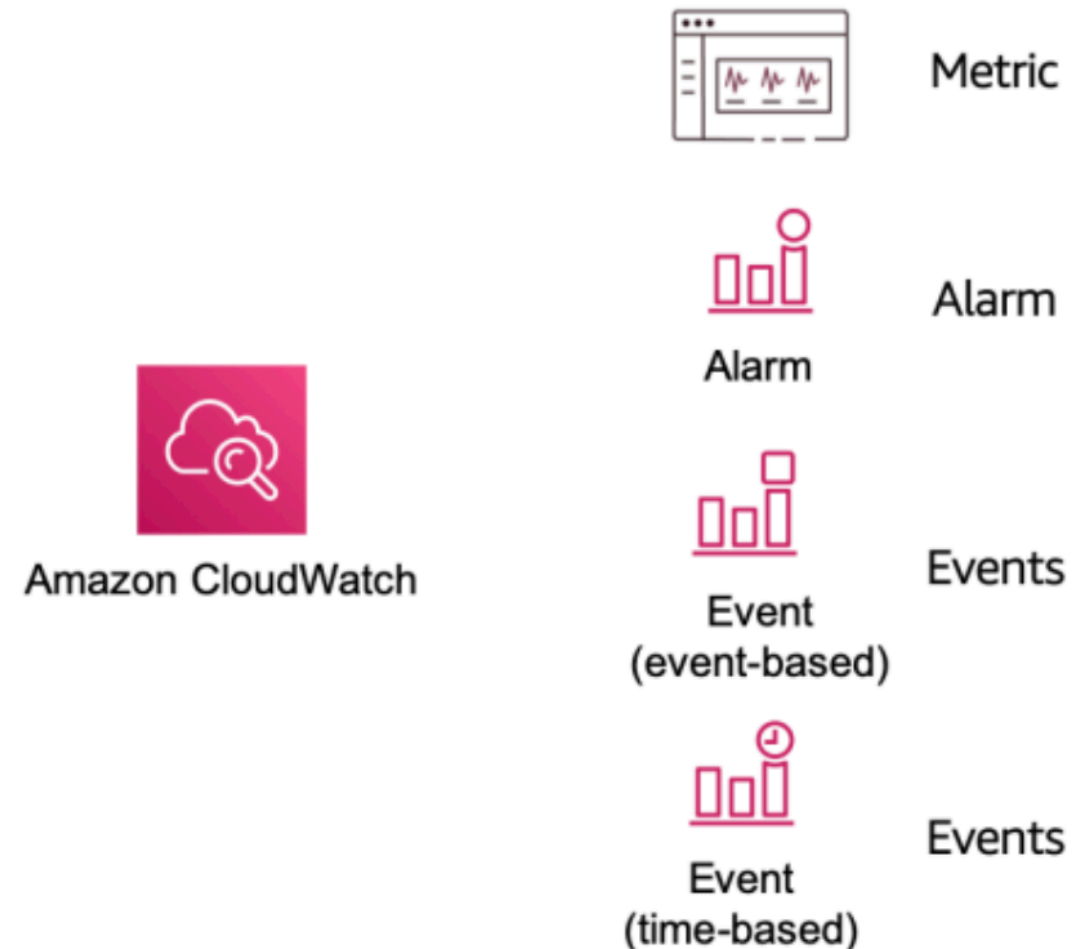 Metric
Alarm
Alarm
Amazon CloudWatch
Events
Event
(event-based)
Events
Event
(time-based)